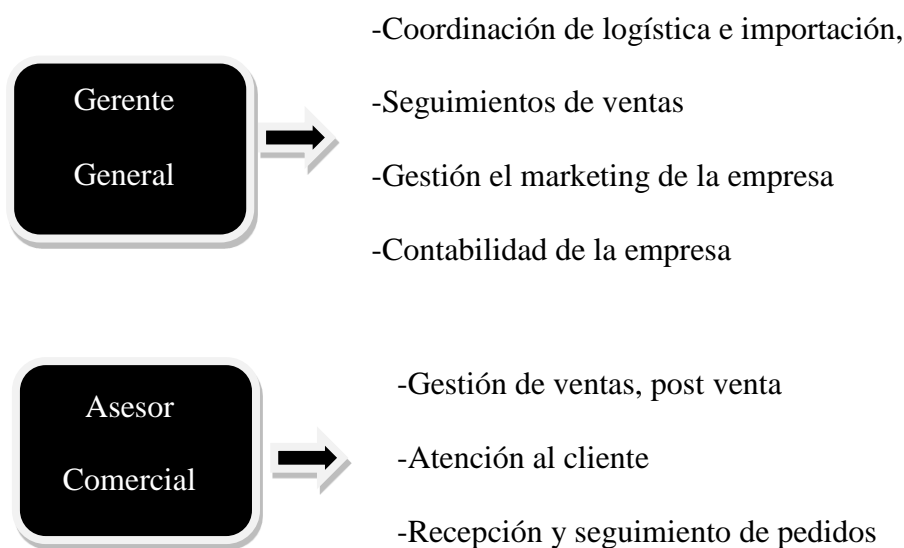 Gerente
General
-Coordinación de logística e importación,
-Seguimientos de ventas
-Gestión el marketing de la empresa
-Contabilidad de la empresa
Asesor
Comercial
-Gestión de ventas, post venta
-Atención al cliente
-Recepción y seguimiento de pedidos